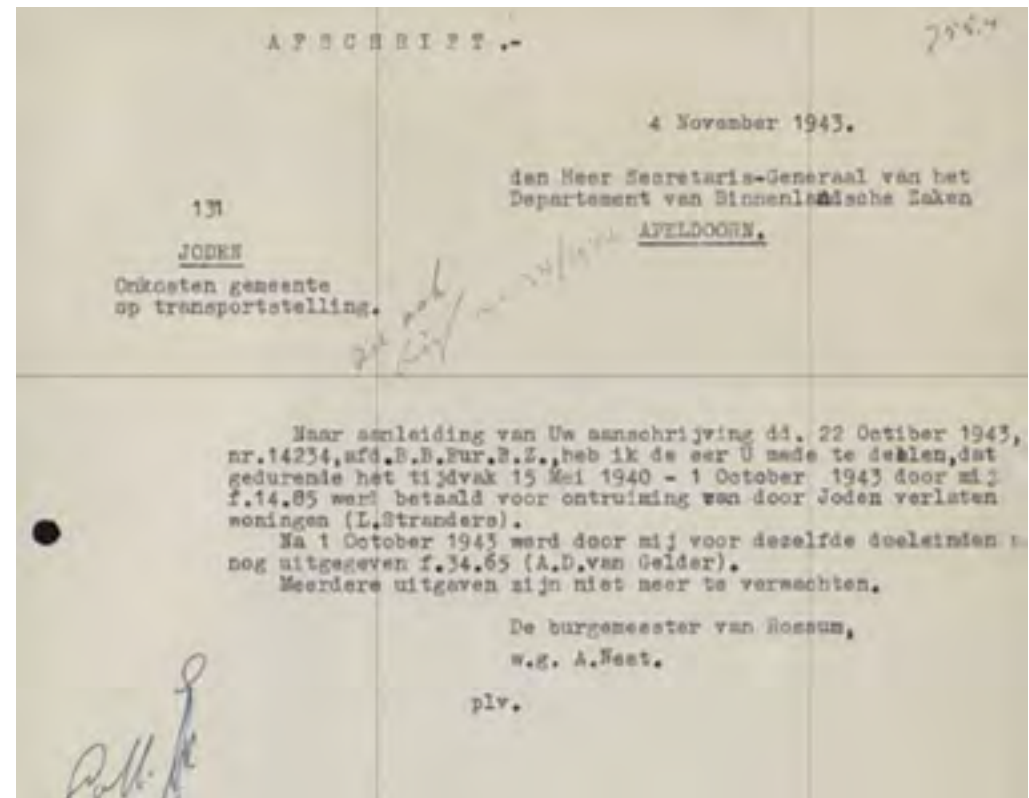 AFSCHRIFT.-
4 November 1943.
den Heer Secretaris-Generaal van het
Departement van Binnenlandsche Zaken
APELDOORN.
131
JODEN
Onkosten gemeente
op transportstelling.
Naar aanleiding van Uw aanschrijving dd. 22 Octiber 1943,
nr.14234,afd.B.B.Bur.B.Z.,heb ik de eer U mede te deelen,dat
gedurende het tijdvak 15 Mei 1940 - 1 October 1943 door mij
f.14.85 werd betaald voor ontruiming van door Joden verlaten
woningen (L.Stranders).
Na 1 October 1943 werd door mij voor dezelfde doeleinden
nog uitgegeven f.34.65 (A.D.van Gelder).
Meerdere uitgaven zijn niet meer te verwachten.
De burgemeester van Rossum,
w.g. A.Neet.
plv.